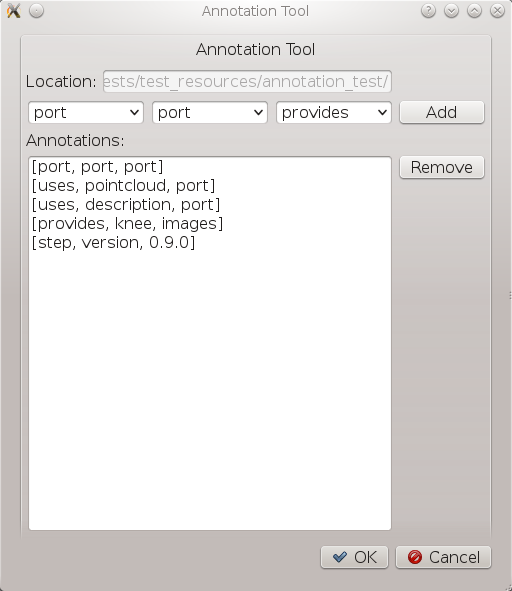 Annotation Tool
Annotation Tool
Location: ests/test_resources/annotation_test/
port port provides Add
Annotations:
[port, port, port] Remove
[uses, pointcloud, port]
[uses, description, port]
[provides, knee, images]
[step, version, 0.9.0]
OK Cancel